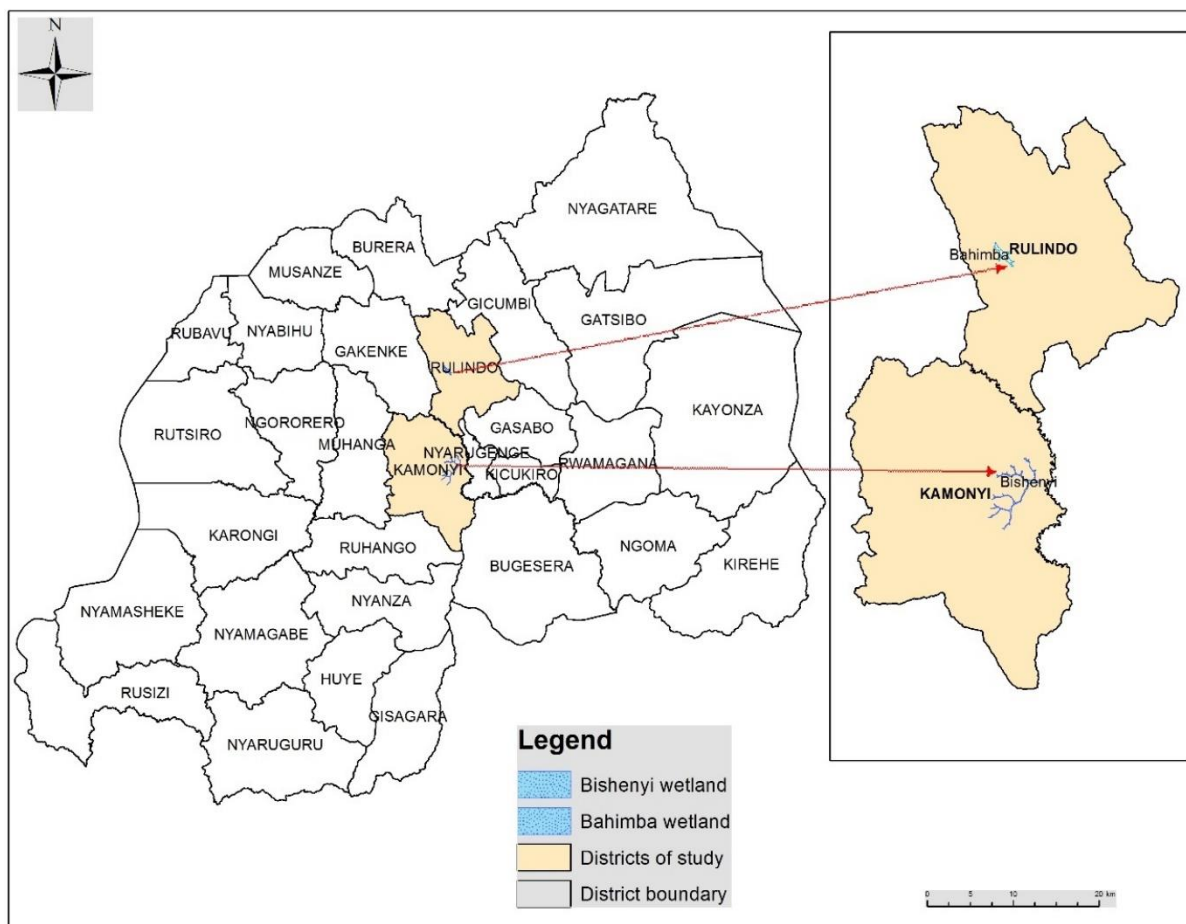 N
NYAGATARE
BURERA
MUSANZE
GICUMBI
GATSIBO
RUBAVU
NYABIHU
GAKENKE
RULINDO
KAYONZA
RUTSIRO
NGORORERO
MUHANGA
GASABO
NYARUGENGE
KAMONYI
KICUKIRO
RWAMAGANA
KARONGI
RUHANGO
BUGESERA
NGOMA
KIREHE
NYAMASHEKE
NYAMAGABE
NYANZA
HUYE
RUSIZI
GISAGARA
NYARUGURU
Bahimba
RULINDO
Bishenyi
KAMONYI
Legend
Bishenyi wetland
Bahimba wetland
Districts of study
District boundary
0 5 10 20 km